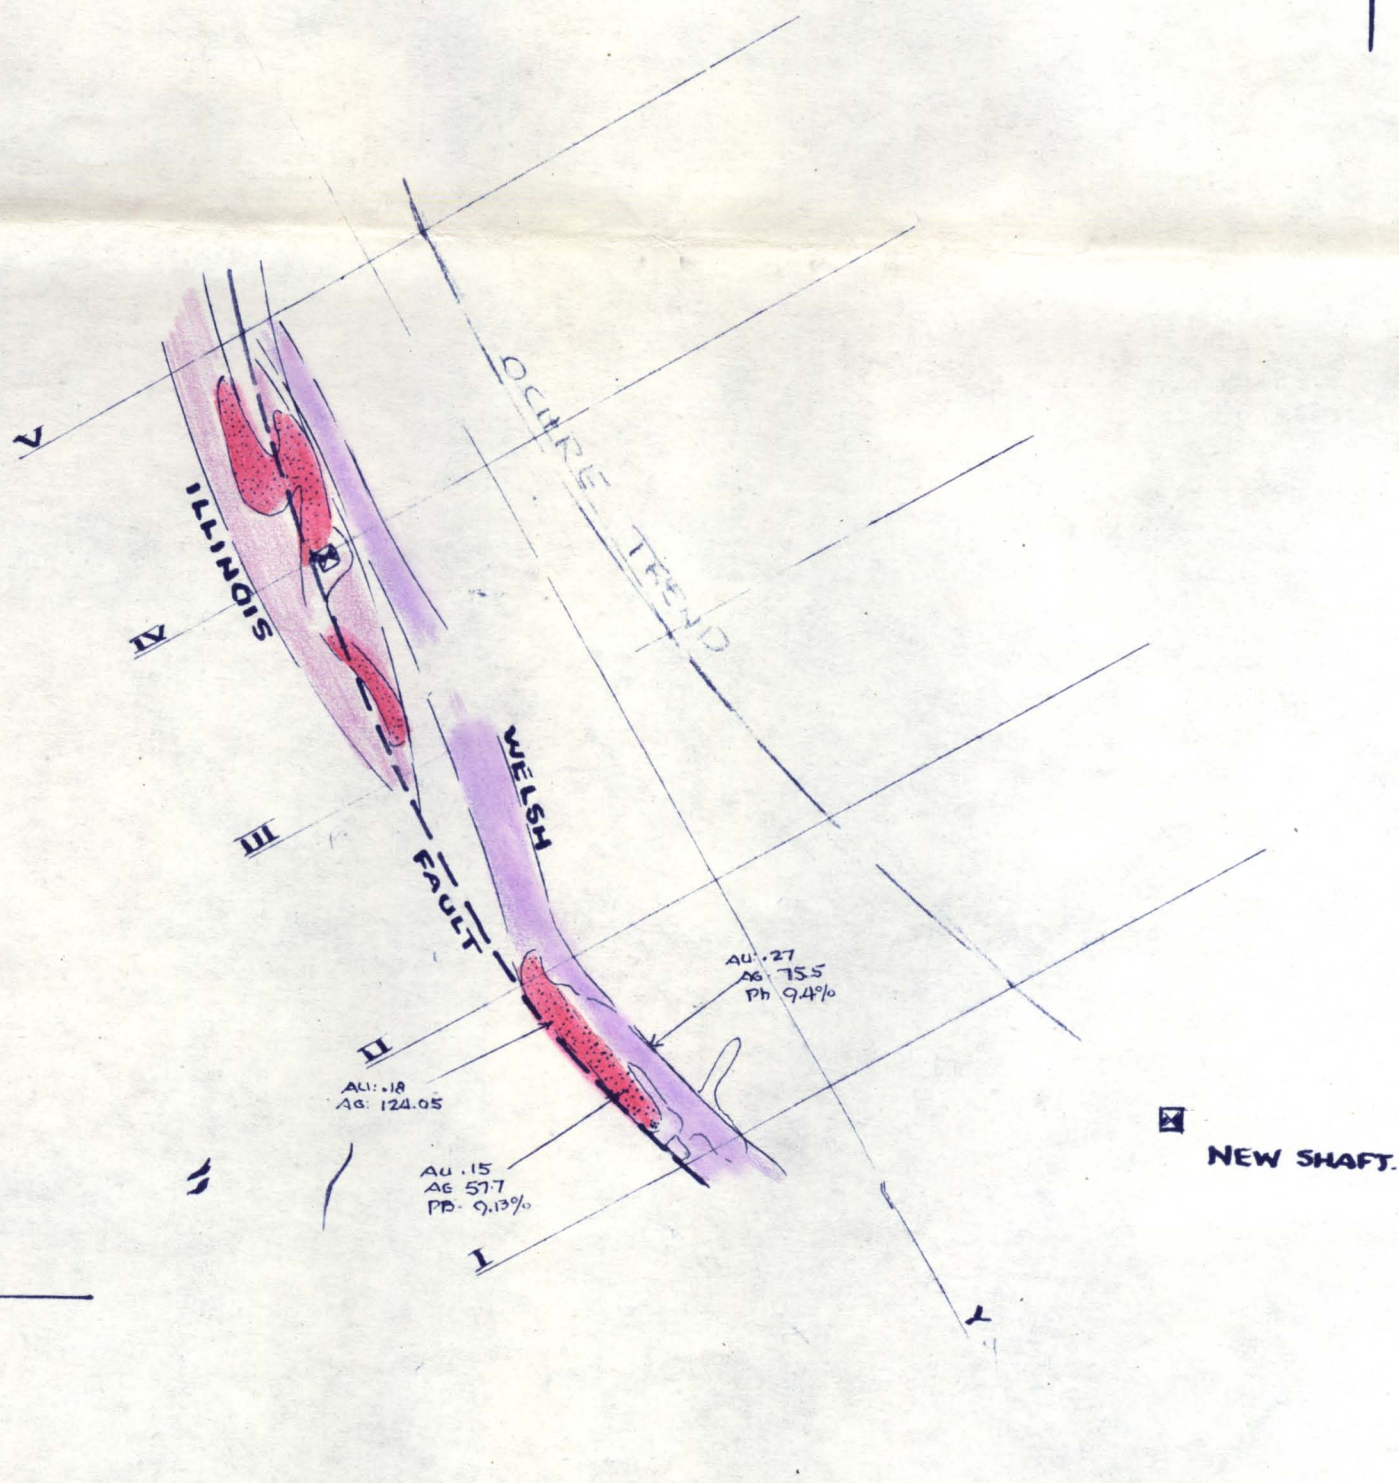 OCHRE TREND
V
ILLINOIS
IV
WELSH
III
FAULT
AU: .27
AG- 75.5
Pb 9.4%
II
AU: .18
AG: 124.05
NEW SHAFT.
AU .15
AG 57.7
PB- 9.13%
I